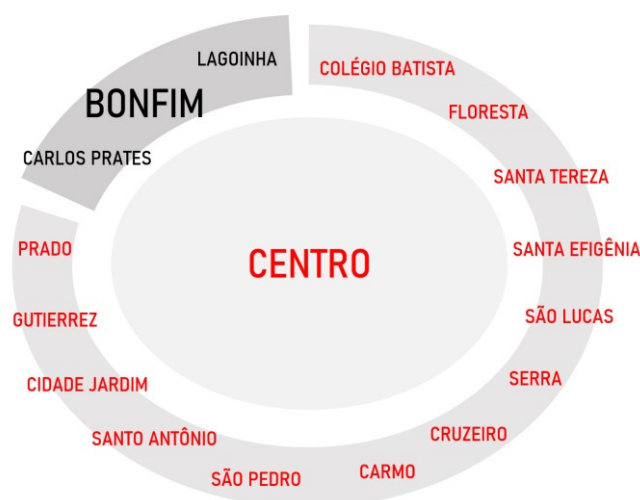 LAGOINHA
COLÉGIO BATISTA
BONFIM
FLORESTA
CARLOS PRATES
SANTA TEREZA
PRADO
CENTRO
SANTA EFIGÊNIA
GUTIERREZ
SÃO LUCAS
CIDADE JARDIM
SERRA
SANTO ANTÔNIO
CRUZEIRO
SÃO PEDRO
CARMO